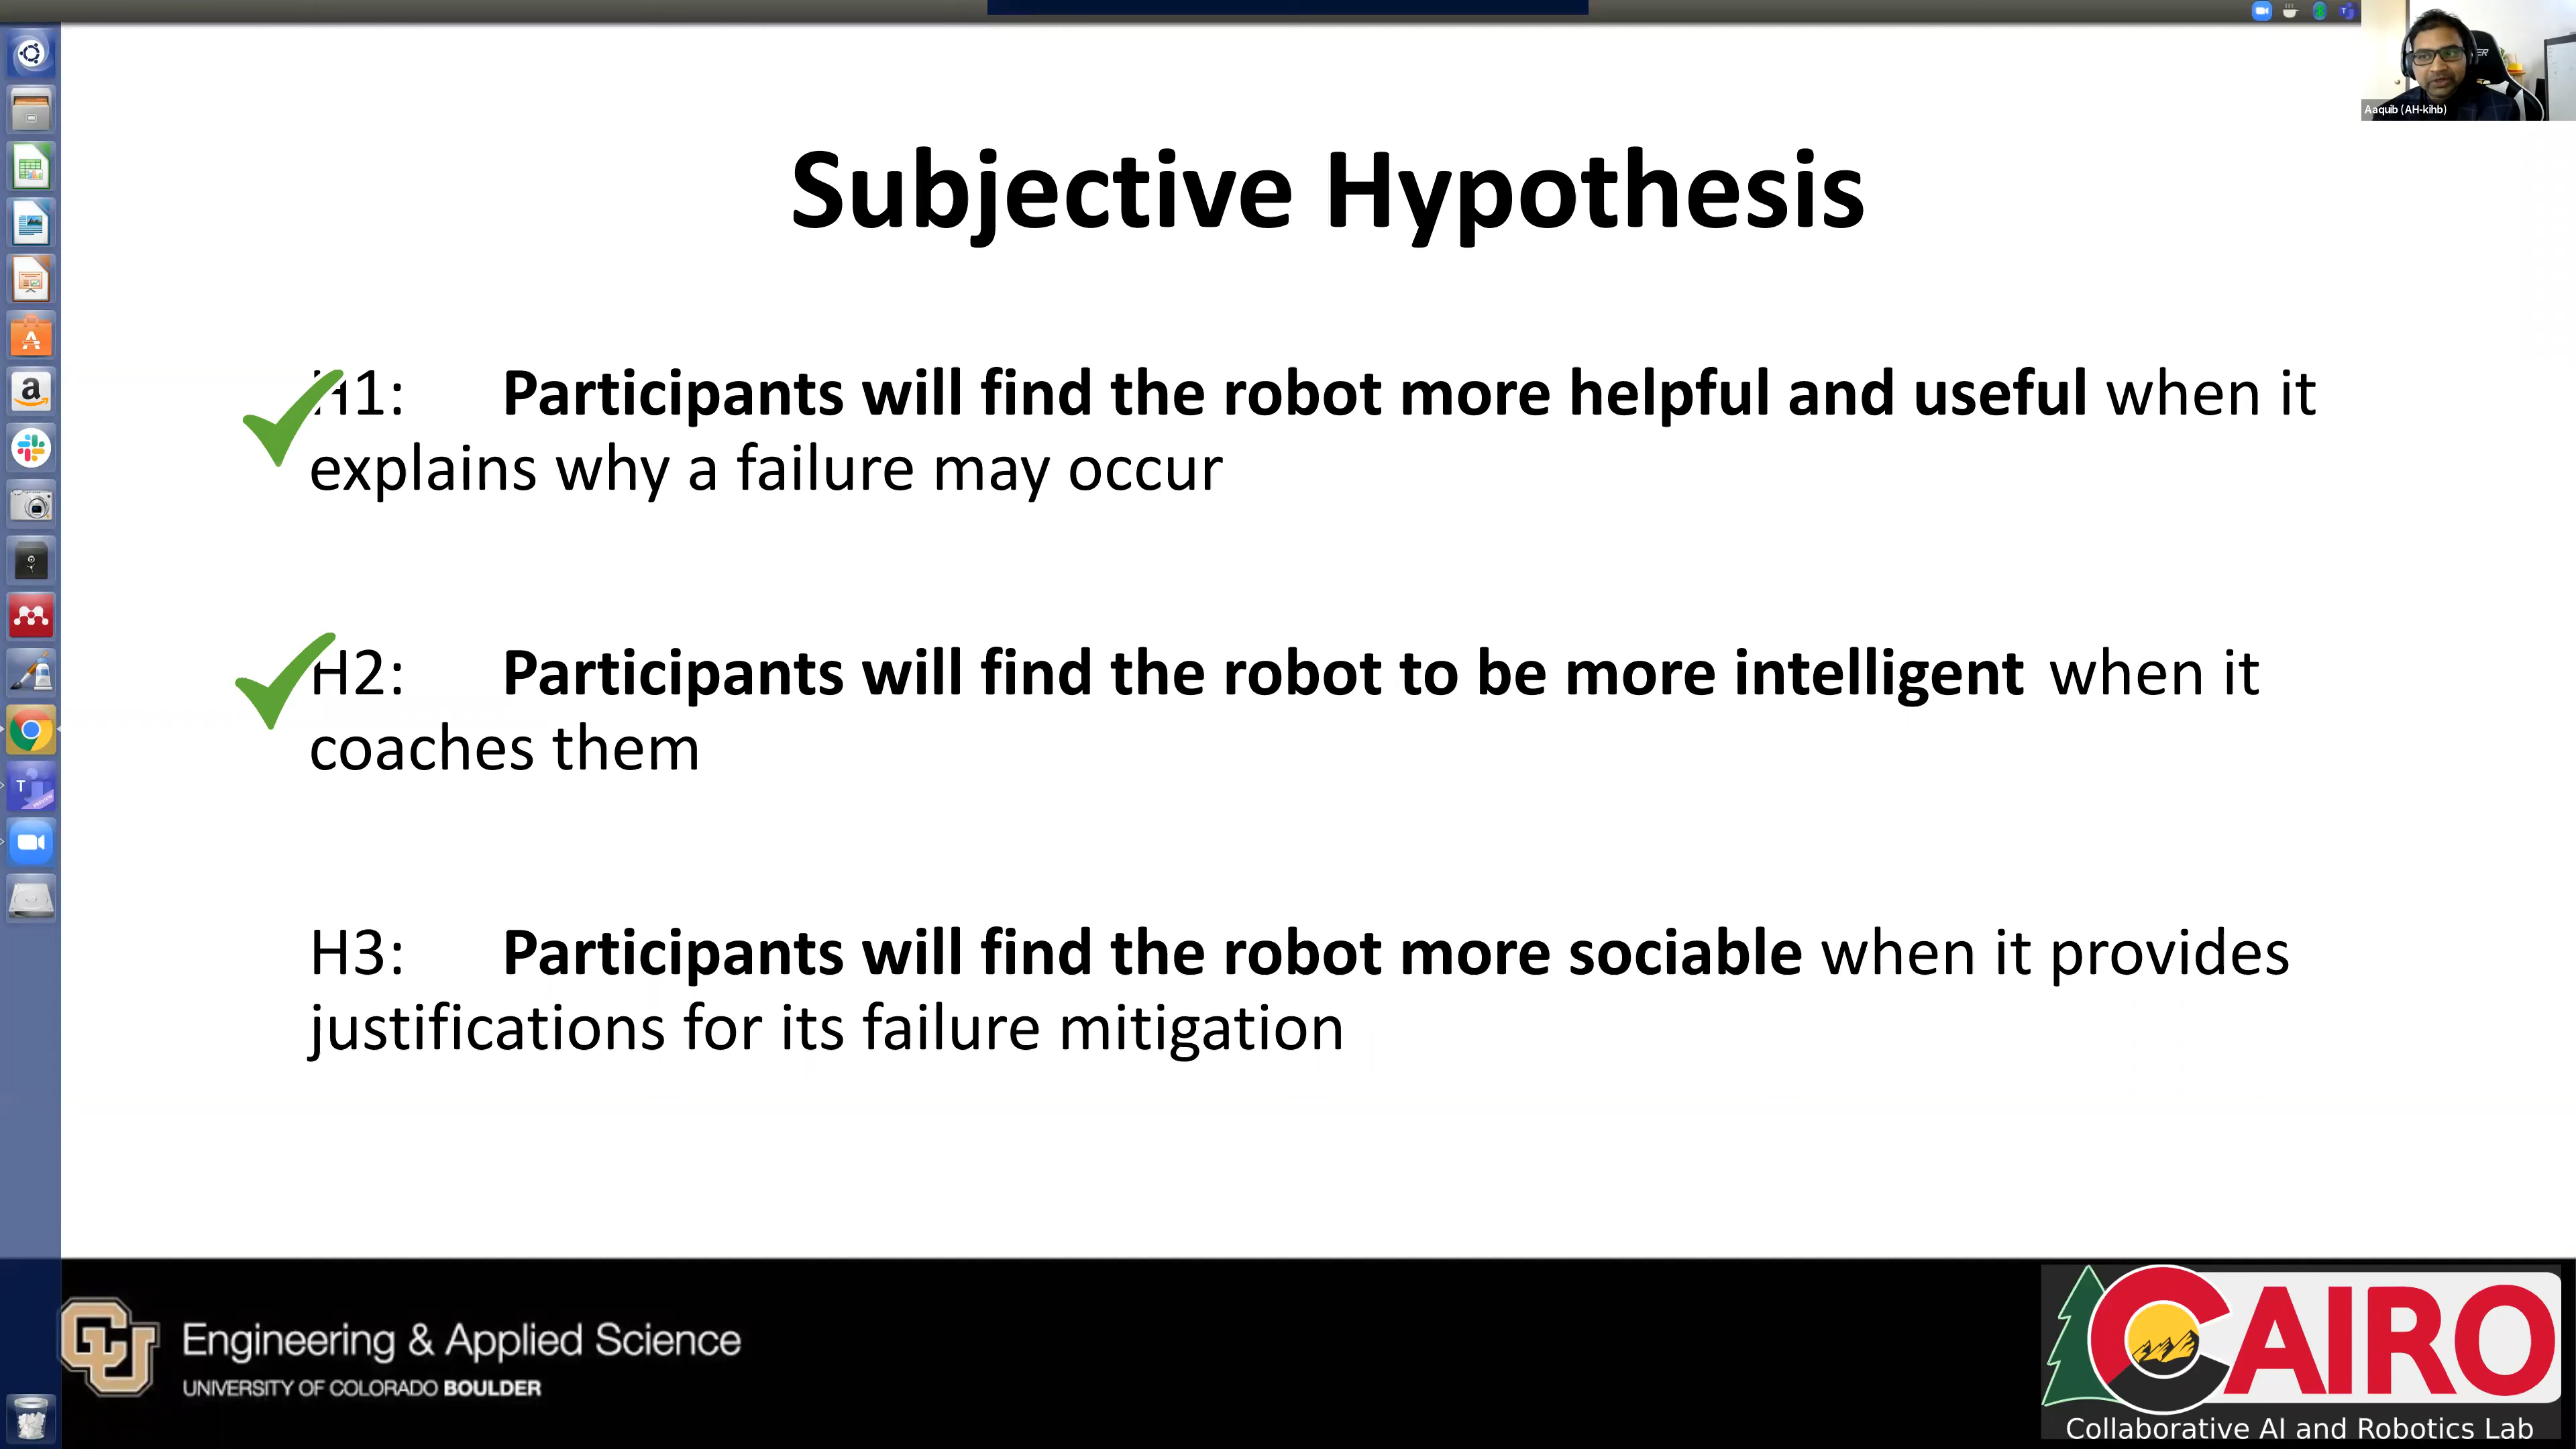 Aaquib (AH-kihb)
Subjective Hypothesis
H1: Participants will find the robot more helpful and useful when it
explains why a failure may occur
H2: Participants will find the robot to be more intelligent when it
coaches them
H3: Participants will find the robot more sociable when it provides
justifications for its failure mitigation
CU
Engineering & Applied Science
UNIVERSITY OF COLORADO BOULDER
CAIRO
Collaborative AI and Robotics Lab